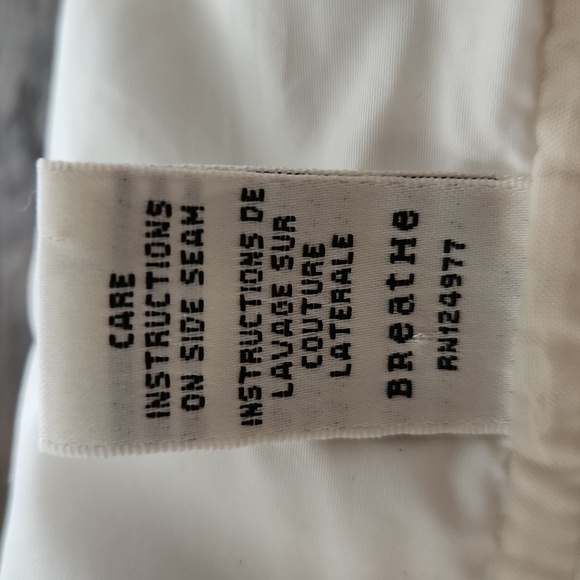 CARE
INSTRUCTIONS
ON SIDE SEAM
INSTRUCTIONS DE
LAVAGE SUR
COUTURE
LATERALE
BReatHe
RN124977